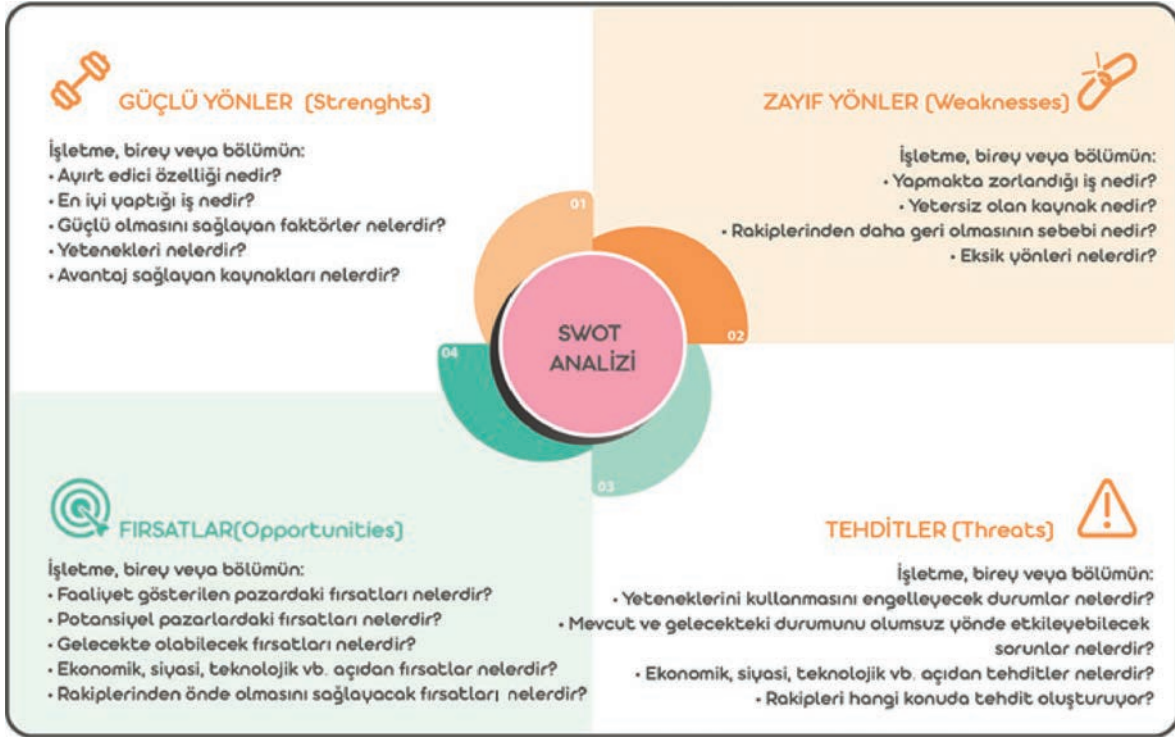 GÜÇLÜ YÖNLER (Strenghts)
İşletme, birey veya bölümün:
• Ayırt edici özelliği nedir?
• En iyi yaptığı iş nedir?
• Güçlü olmasını sağlayan faktörler nelerdir?
• Yetenekleri nelerdir?
• Avantaj sağlayan kaynakları nelerdir?
ZAYIF YÖNLER (Weaknesses)
İşletme, birey veya bölümün:
• Yapmakta zorlandığı iş nedir?
• Yetersiz olan kaynak nedir?
• Rakiplerinden daha geri olmasının sebebi nedir?
• Eksik yönleri nelerdir?
01
02
SWOT
ANALİZİ
04
03
FIRSATLAR(Opportunities)
İşletme, birey veya bölümün:
• Faaliyet gösterilen pazardaki fırsatları nelerdir?
• Potansiyel pazarlardaki fırsatları nelerdir?
• Gelecekte olabilecek fırsatları nelerdir?
• Ekonomik, siyasi, teknolojik vb. açıdan fırsatlar nelerdir?
• Rakiplerinden önde olmasını sağlayacak fırsatları nelerdir?
TEHDİTLER (Threats)
İşletme, birey veya bölümün:
• Yeteneklerini kullanmasını engelleyecek durumlar nelerdir?
• Mevcut ve gelecekteki durumunu olumsuz yönde etkileyebilecek
sorunlar nelerdir?
• Ekonomik, siyasi, teknolojik vb. açıdan tehditler nelerdir?
• Rakipleri hangi konuda tehdit oluşturuyor?